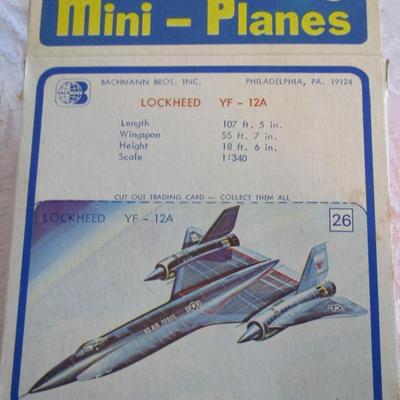 Mini - Planes
BACHMANN BROS. INC. PHILADELPHIA, PA. 19124
LOCKHEED YF - 12A
Length 107 ft. 5 in.
Wingspan 55 ft. 7 in.
Height 18 ft. 6 in.
Scale 1:340
CUT OUT TRADING CARD - COLLECT THEM ALL
LOCKHEED YF - 12A 26
U.S. AIR FORCE